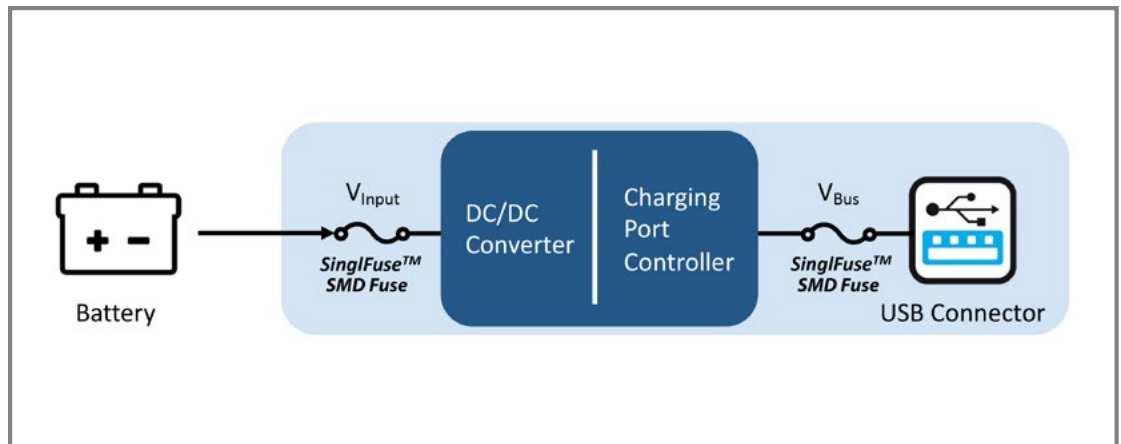 Battery
V_Input
SinglFuse™
SMD Fuse
DC/DC
Converter
Charging
Port
Controller
V_Bus
SinglFuse™
SMD Fuse
USB Connector